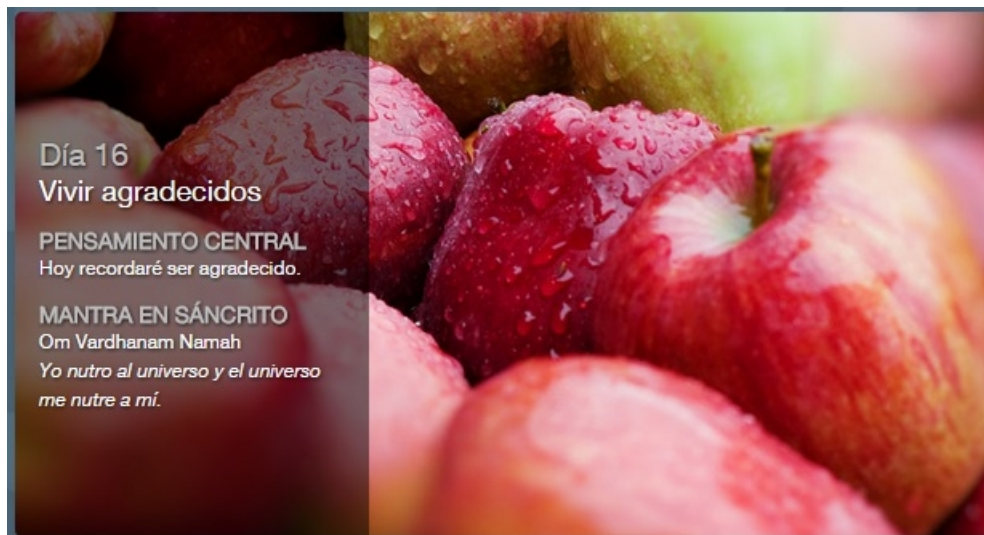 Día 16
Vivir agradecidos
PENSAMIENTO CENTRAL
Hoy recordaré ser agradecido.
MANTRA EN SÁNCRITO
Om Vardhanam Namah
Yo nutro al universo y el universo
me nutre a mí.